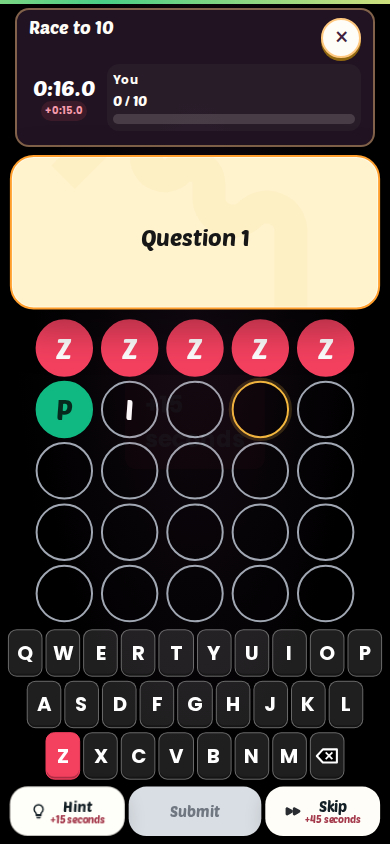 Race to 10
×
0:16.0
+0:15.0
You
0 / 10
Question 1
Z Z Z Z Z
P I
Q W E R T Y U I O P
A S D F G H J K L
Z X C V B N M
Hint
+15 seconds
Submit
Skip
+45 seconds